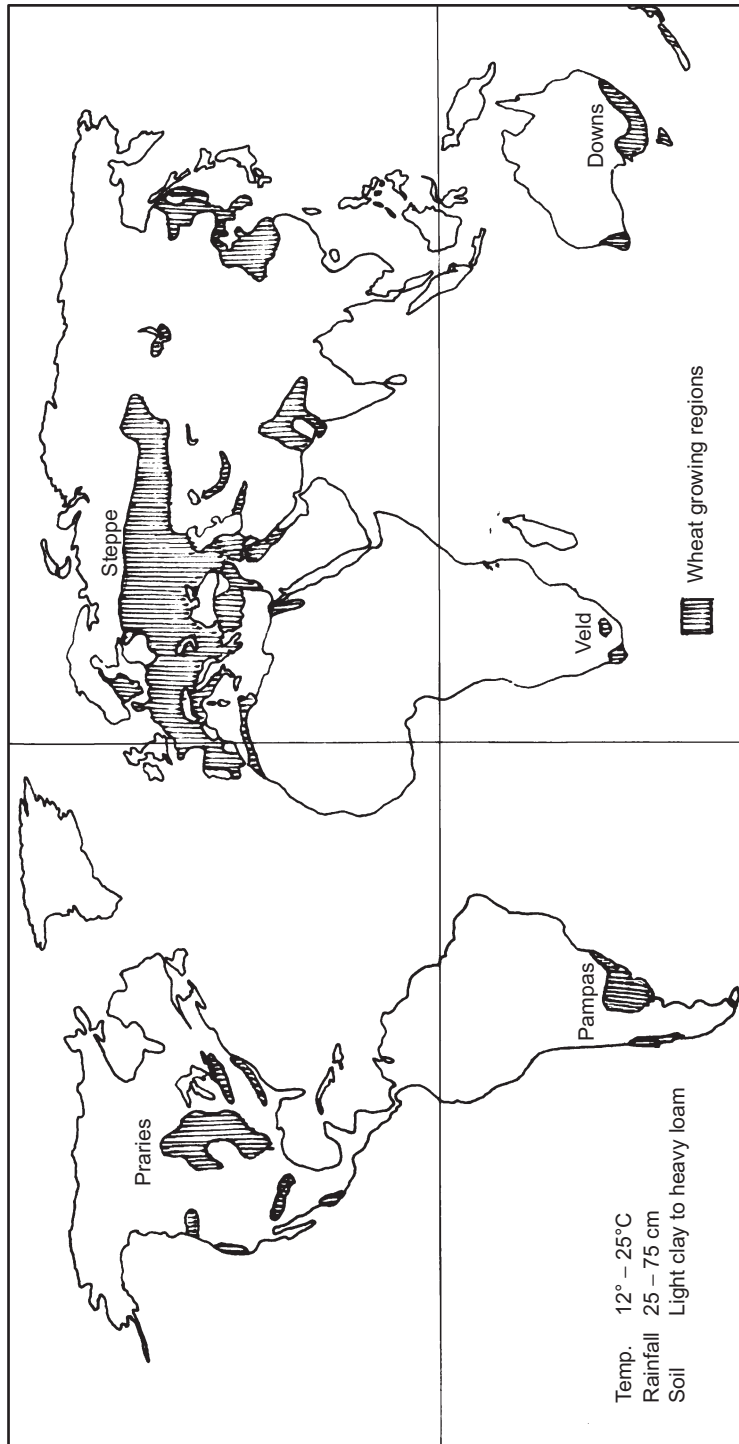 Steppe
Praries
Downs
Veld
Pampas
Wheat growing regions
Temp. 12° – 25°C
Rainfall 25 – 75 cm
Soil Light clay to heavy loam